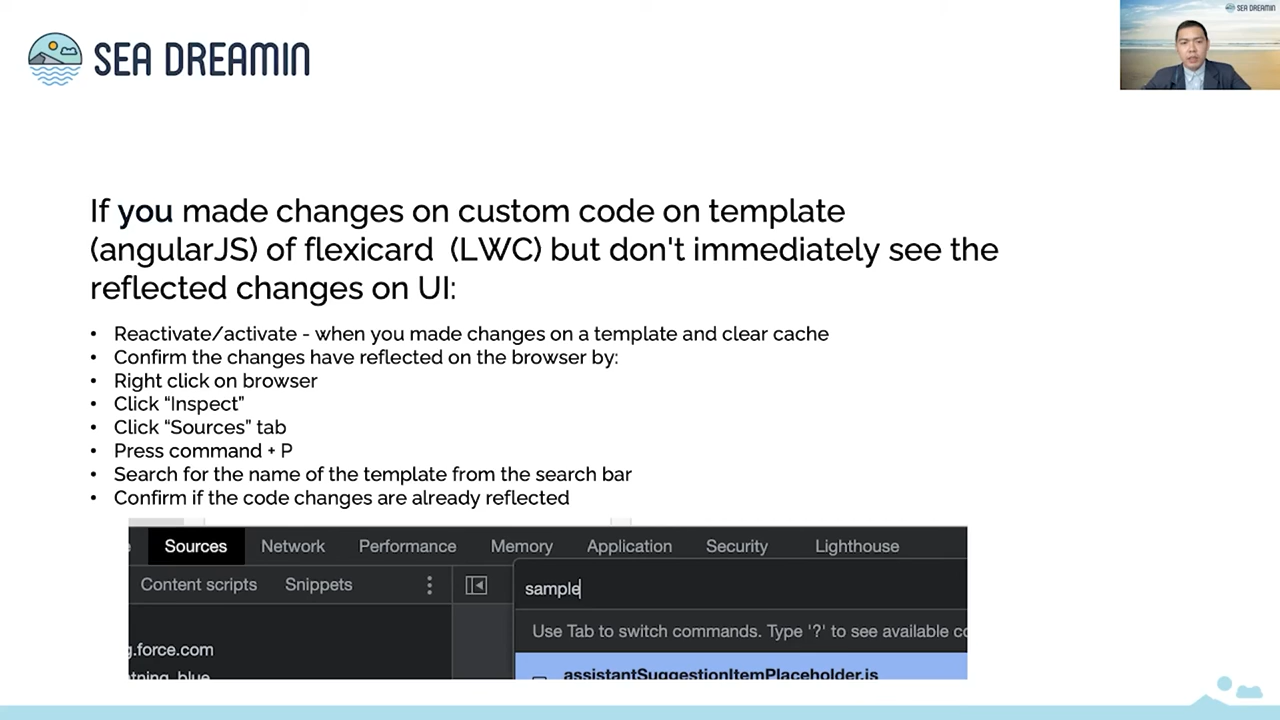 SEA DREAMIN
SEA DREAMIN
If you made changes on custom code on template
(angularJS) of flexicard (LWC) but don't immediately see the
reflected changes on UI:
• Reactivate/activate - when you made changes on a template and clear cache
• Confirm the changes have reflected on the browser by:
• Right click on browser
• Click “Inspect”
• Click “Sources” tab
• Press command + P
• Search for the name of the template from the search bar
• Confirm if the code changes are already reflected
Sources Network Performance Memory Application Security Lighthouse
Content scripts Snippets
sample
Use Tab to switch commands. Type '?' to see available co
g.force.com
assistantSuggestionItemPlaceholder.js
htning_blue